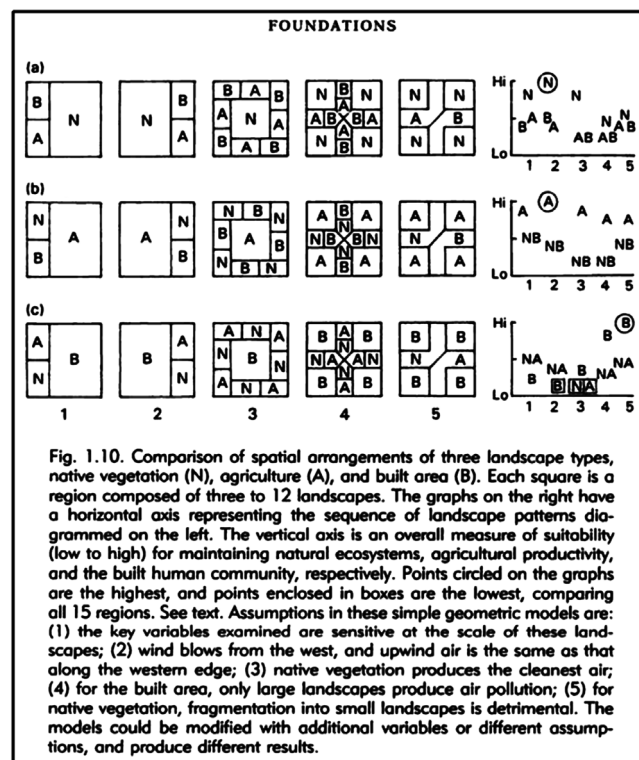 FOUNDATIONS
(a)
B A N
N B A
B A B A N A B A B
N B N A A B B A A N B N
N N A B N N
Hi N N N N N
B A B A AB AB A B
Lo 1 2 3 4 5
(b)
N B A
A N B
N B N B A B N B N
A B A N N B B N N A B A
A A N B A A
Hi A A A A A
NB NB NB NB NB
Lo 1 2 3 4 5
(c)
A N B
B A N
A N A N B N A N A
B A B N N A A N N B A B
B B N A B B
Hi B B
NA NA B NA NA
B B NA
Lo 1 2 3 4 5
1 2 3 4 5
Fig. 1.10. Comparison of spatial arrangements of three landscape types,
native vegetation (N), agriculture (A), and built area (B). Each square is a
region composed of three to 12 landscapes. The graphs on the right have
a horizontal axis representing the sequence of landscape patterns dia-
grammed on the left. The vertical axis is an overall measure of suitability
(low to high) for maintaining natural ecosystems, agricultural productivity,
and the built human community, respectively. Points circled on the graphs
are the highest, and points enclosed in boxes are the lowest, comparing
all 15 regions. See text. Assumptions in these simple geometric models are:
(1) the key variables examined are sensitive at the scale of these land-
scapes; (2) wind blows from the west, and upwind air is the same as that
along the western edge; (3) native vegetation produces the cleanest air;
(4) for the built area, only large landscapes produce air pollution; (5) for
native vegetation, fragmentation into small landscapes is detrimental. The
models could be modified with additional variables or different assump-
tions, and produce different results.